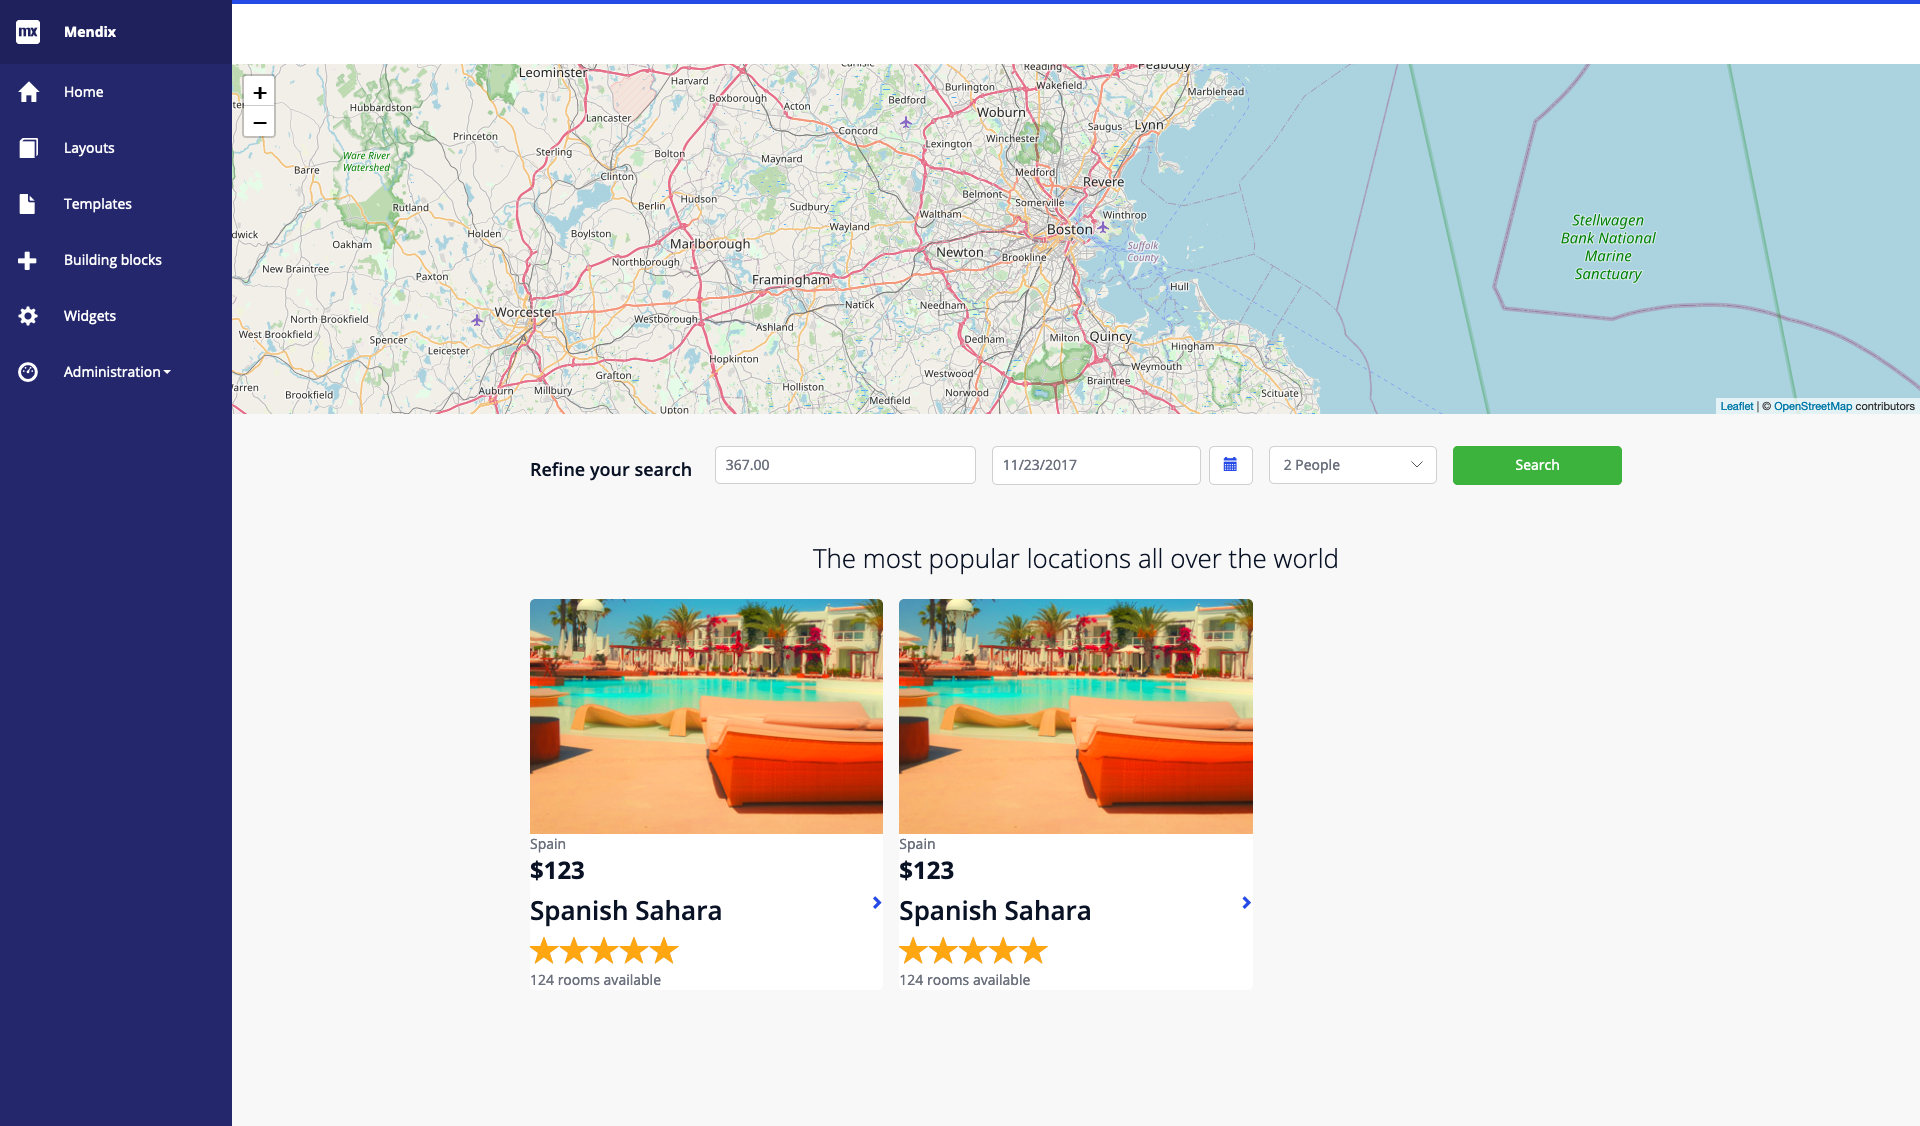 mx Mendix
Home
Layouts
Templates
Building blocks
Widgets
Administration
+
−
Leominster
Harvard
Reading
Peabody
Burlington
Wakefield
Marblehead
Hubbardston
Boxborough
Acton
Bedford
Woburn
Lancaster
Concord
Saugus
Lynn
Princeton
Winchester
Lexington
Sterling
Bolton
Maynard
Ware River
Watershed
Barre
Medford
Revere
Clinton
Belmont
Hudson
Somerville
Rutland
Berlin
Sudbury
Waltham
Winthrop
Stellwagen
Bank National
Marine
Sanctuary
Wayland
Boston
Holden
Boylston
Marlborough
Oakham
Newton
Brookline
Suffolk
County
Northborough
New Braintree
Paxton
Framingham
Hull
Natick
Needham
Worcester
Westborough
North Brookfield
Ashland
West Brookfield
Spencer
Dedham
Milton
Quincy
Leicester
Hingham
Hopkinton
Weymouth
Grafton
Westwood
Braintree
Holliston
Auburn
Millbury
Norwood
Scituate
Brookfield
Medfield
Upton
Leaflet | © OpenStreetMap contributors
Refine your search
367.00
11/23/2017
2 People
Search
The most popular locations all over the world
Spain
$123
Spanish Sahara
124 rooms available
Spain
$123
Spanish Sahara
124 rooms available